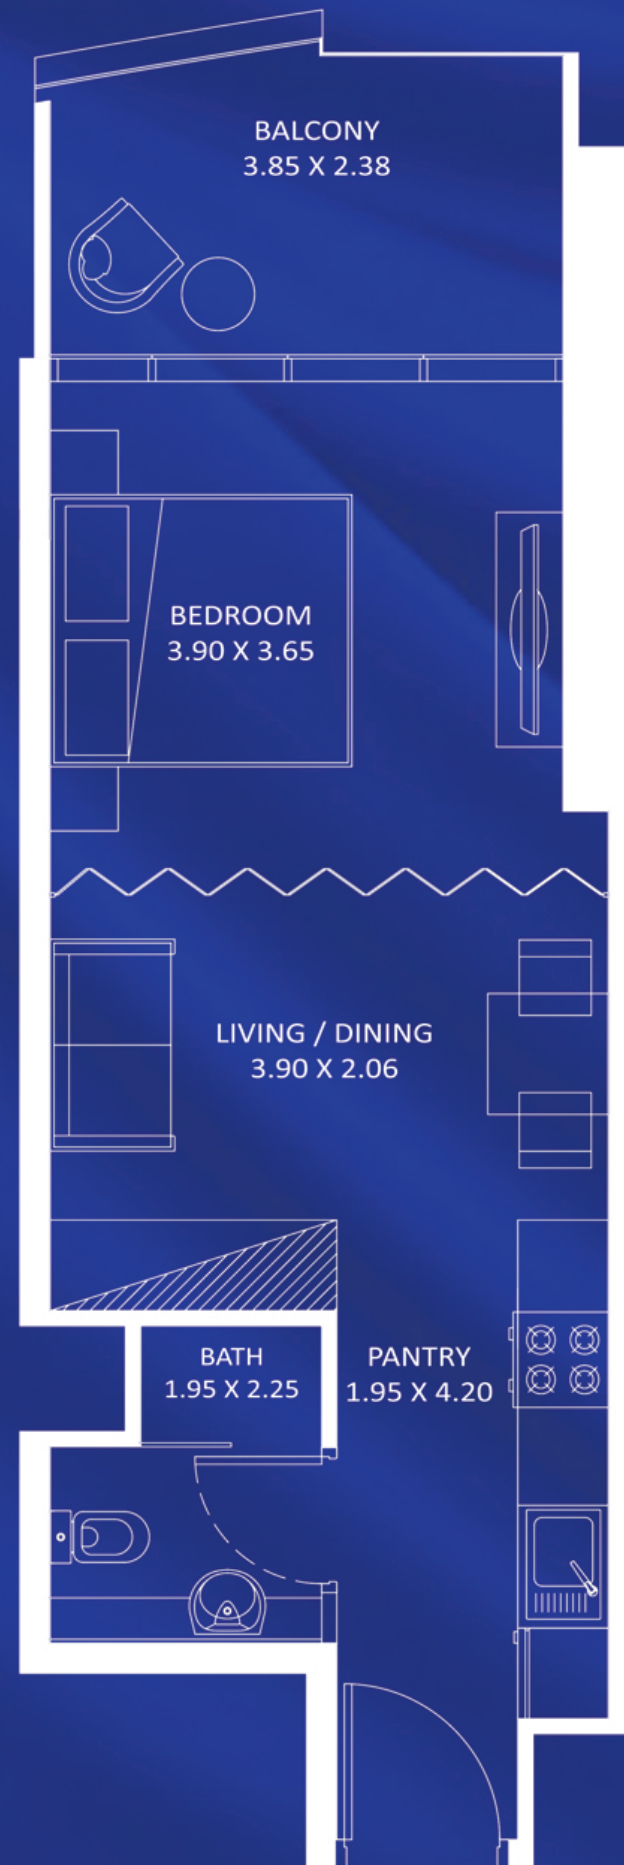 BALCONY
3.85 X 2.38
BEDROOM
3.90 X 3.65
LIVING / DINING
3.90 X 2.06
BATH
1.95 X 2.25
PANTRY
1.95 X 4.20